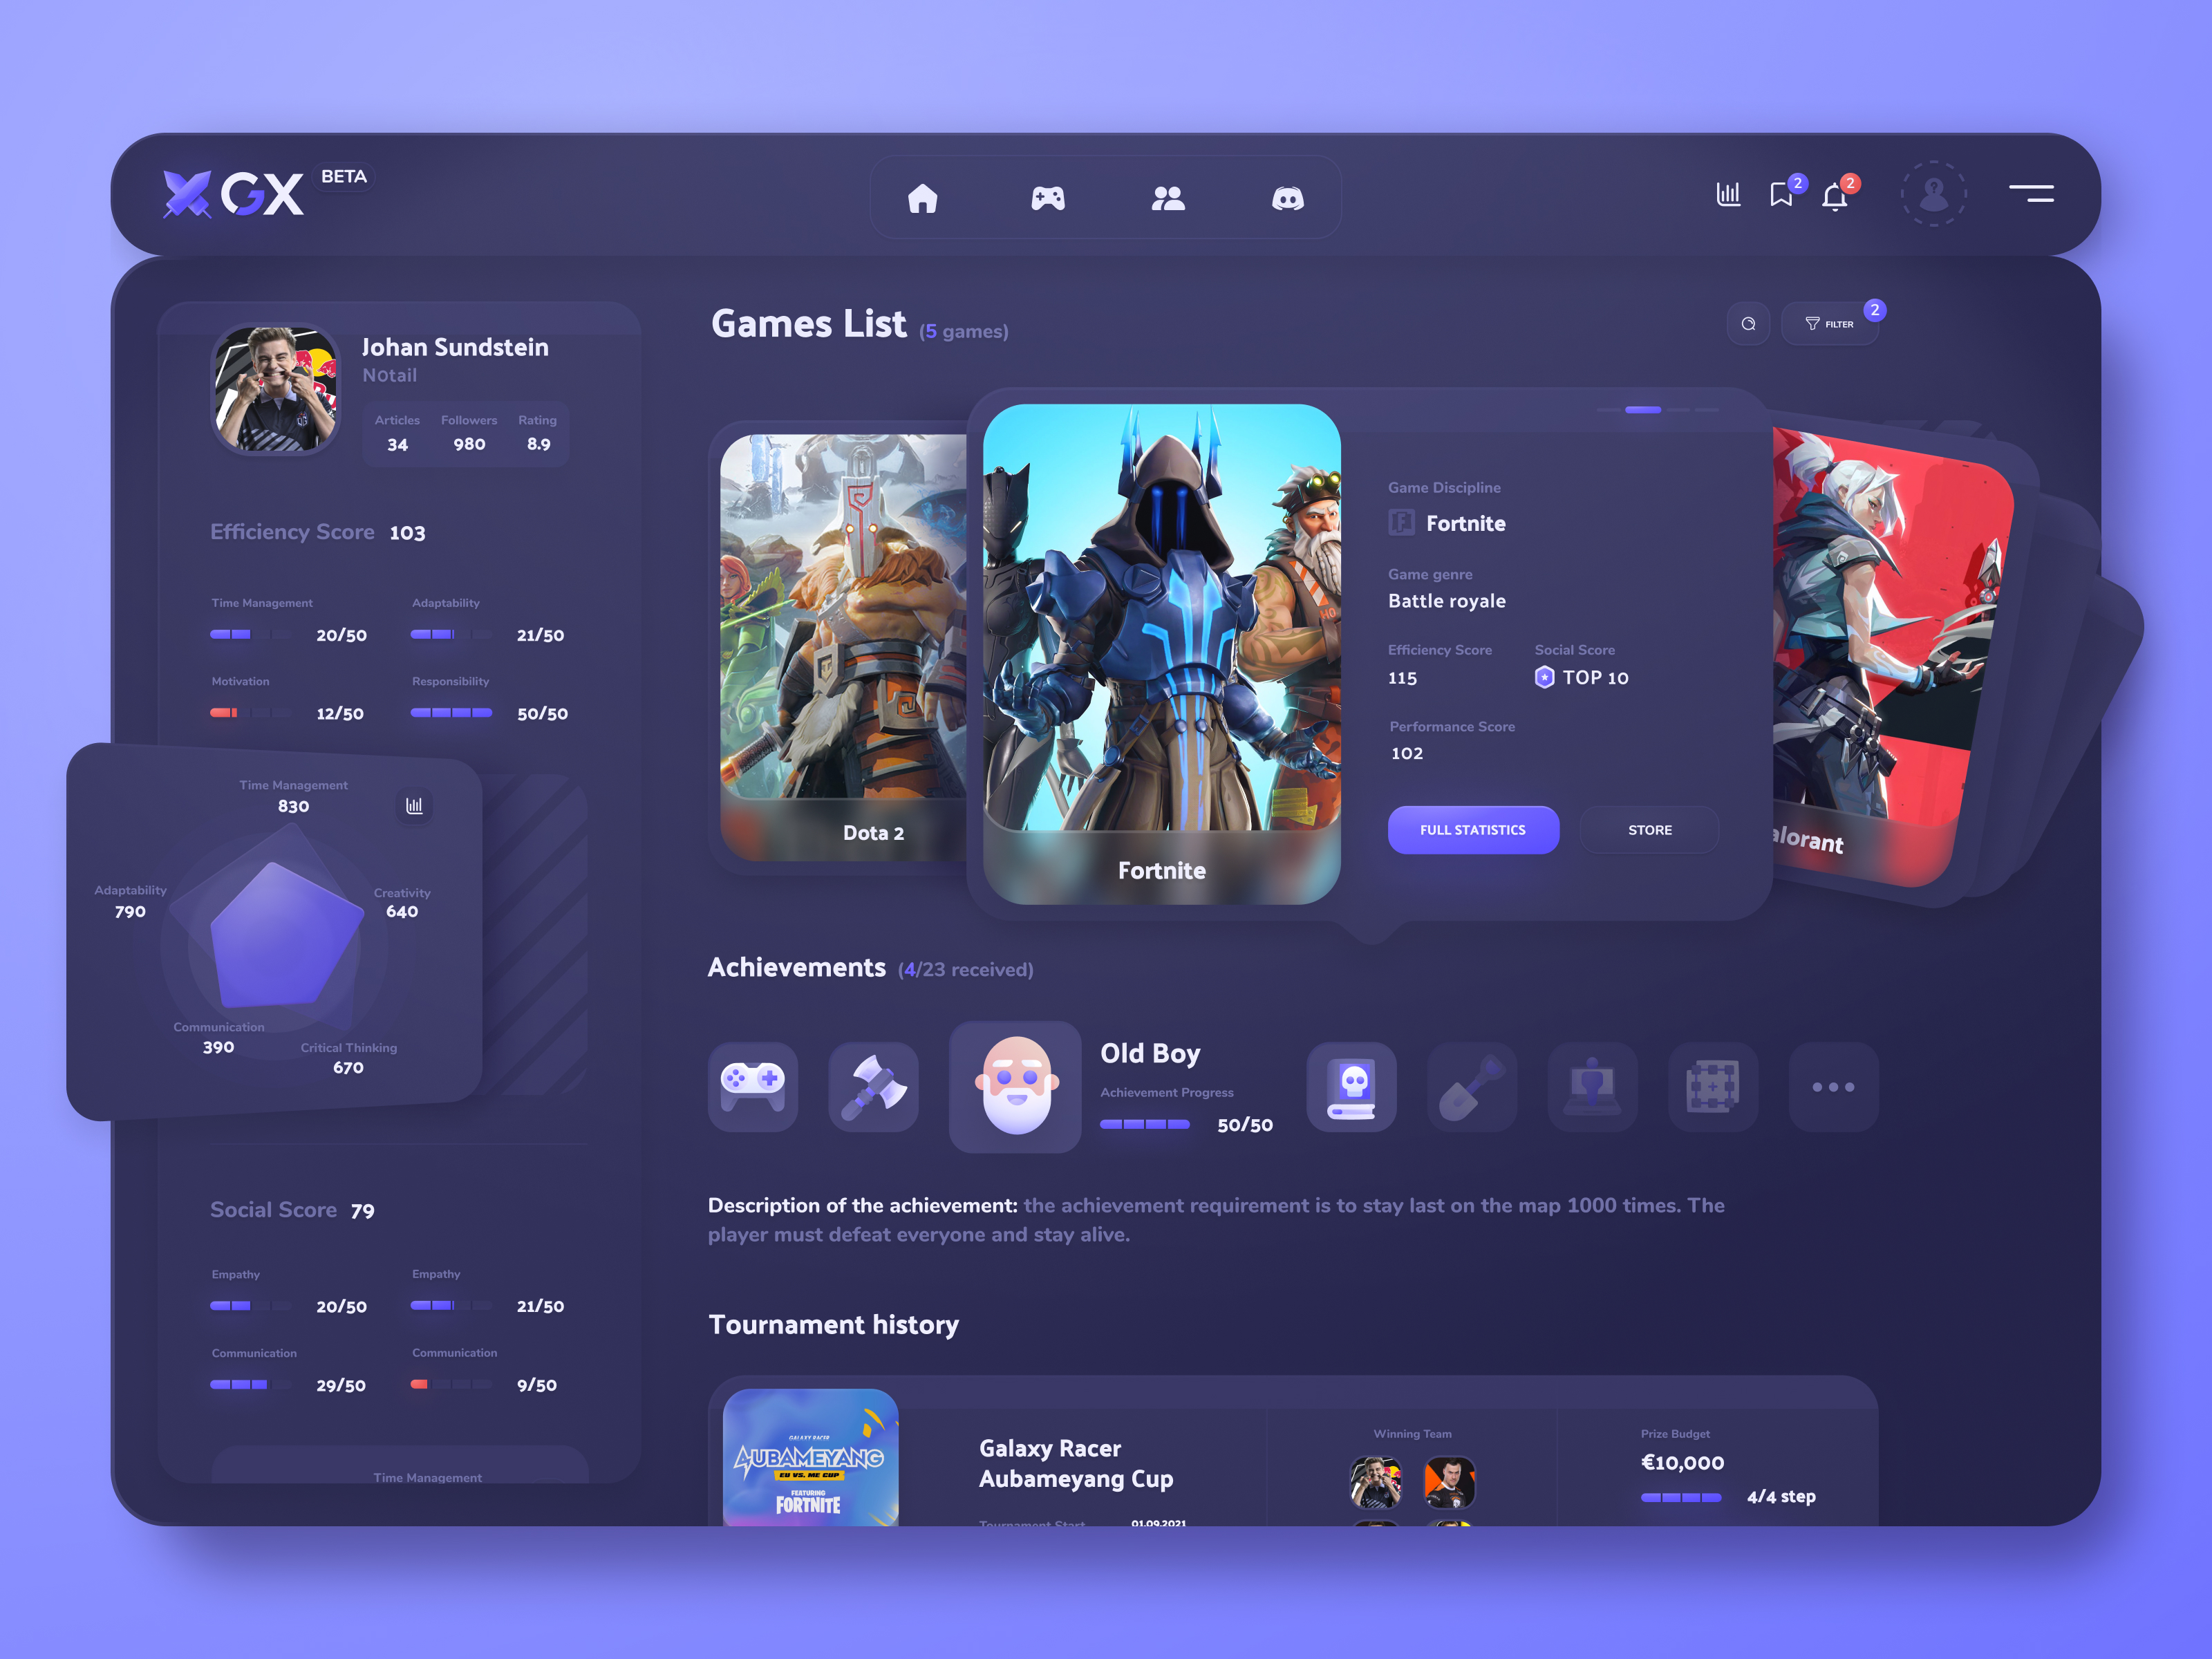 GX BETA
2
2
Johan Sundstein
N0tail
Articles Followers Rating
34 980 8.9
Efficiency Score 103
Time Management Adaptability
20/50 21/50
Motivation Responsibility
12/50 50/50
Time Management
830
Adaptability
790
Creativity
640
Communication
390
Critical Thinking
670
Social Score 79
Empathy Empathy
20/50 21/50
Communication Communication
29/50 9/50
Time Management
Games List (5 games)
FILTER 2
Dota 2
Fortnite
Game Discipline
Fortnite
Game genre
Battle royale
Efficiency Score Social Score
115 TOP 10
Performance Score
102
FULL STATISTICS STORE
alorant
Achievements (4/23 received)
Old Boy
Achievement Progress
50/50
Description of the achievement: the achievement requirement is to stay last on the map 1000 times. The
player must defeat everyone and stay alive.
Tournament history
GALAXY RACER
AUBAMEYANG
EU VS. ME CUP
FEATURING
FORTNITE
Galaxy Racer
Aubameyang Cup
Tournament Start 01.09.2021
Winning Team
Prize Budget
€10,000
4/4 step